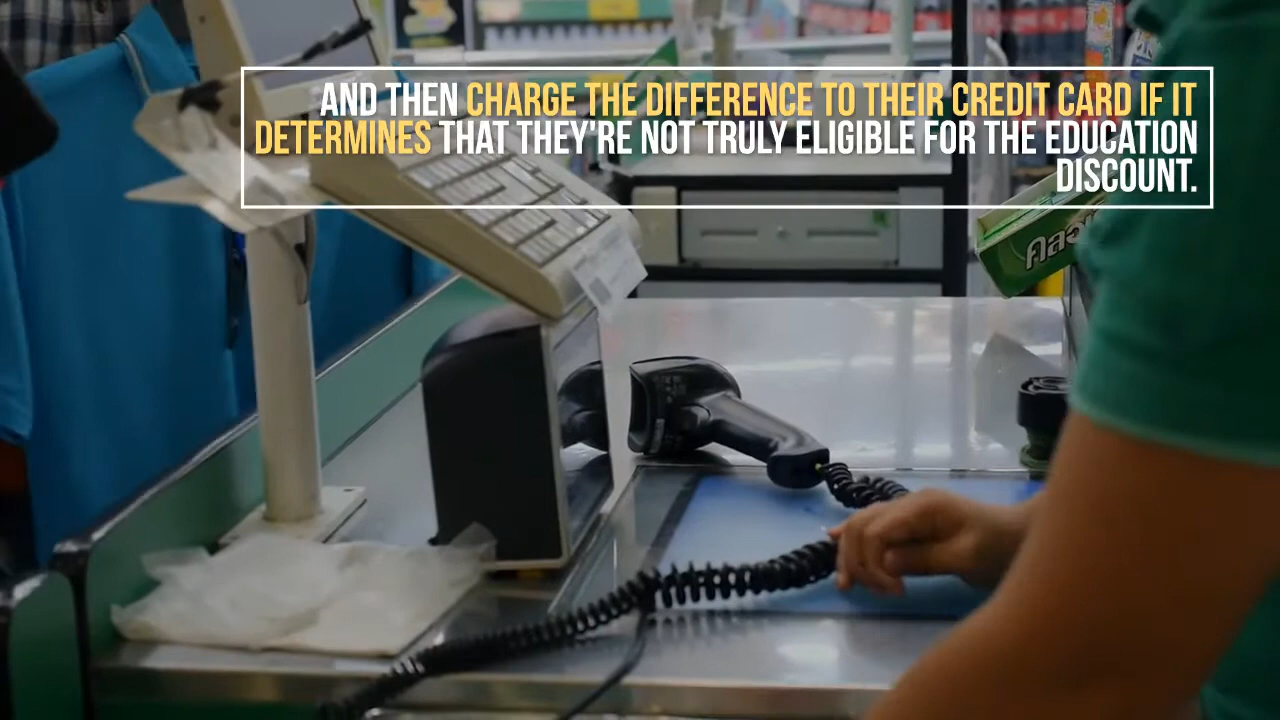 AND THEN CHARGE THE DIFFERENCE TO THEIR CREDIT CARD IF IT
DETERMINES THAT THEY'RE NOT TRULY ELIGIBLE FOR THE EDUCATION
DISCOUNT.